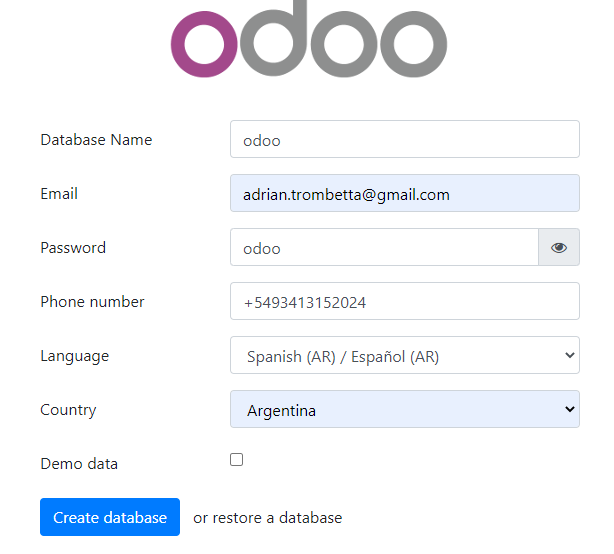 odoo
Database Name odoo
Email adrian.trombetta@gmail.com
Password odoo
Phone number +5493413152024
Language Spanish (AR) / Español (AR)
Country Argentina
Demo data
Create database or restore a database